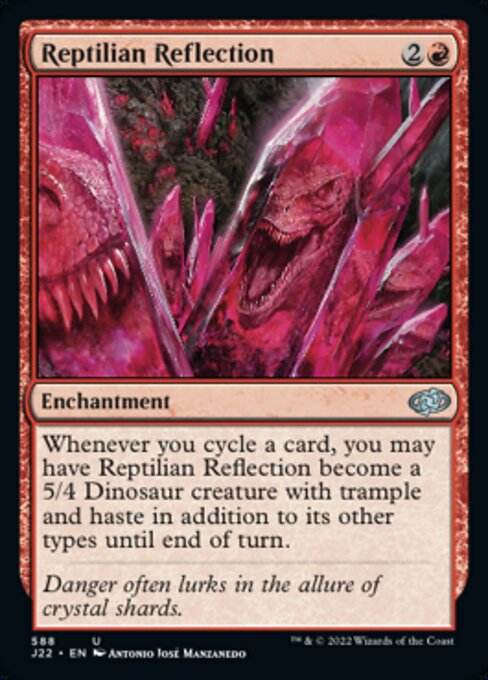 Reptilian Reflection 2
Enchantment
Whenever you cycle a card, you may
have Reptilian Reflection become a
5/4 Dinosaur creature with trample
and haste in addition to its other
types until end of turn.
Danger often lurks in the allure of
crystal shards.
588 U ™ & © 2022 Wizards of the Coast
J22 • EN Antonio José Manzanedo